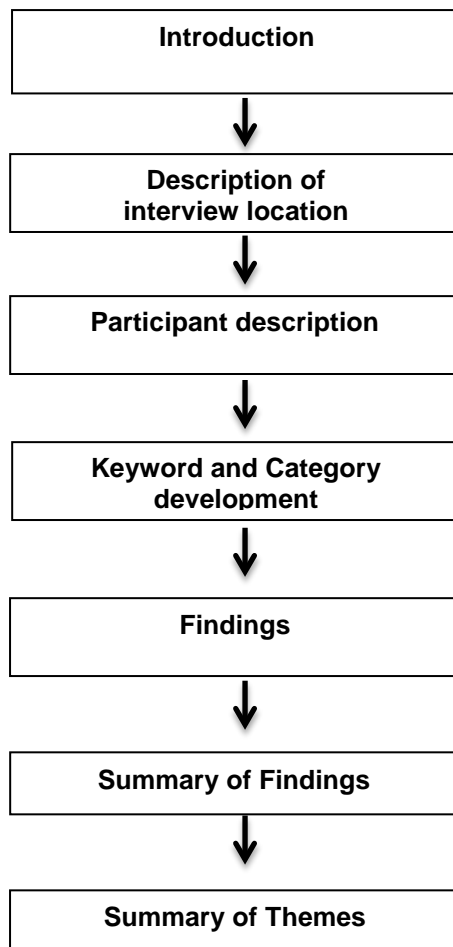 Introduction
Description of
interview location
Participant description
Keyword and Category
development
Findings
Summary of Findings
Summary of Themes